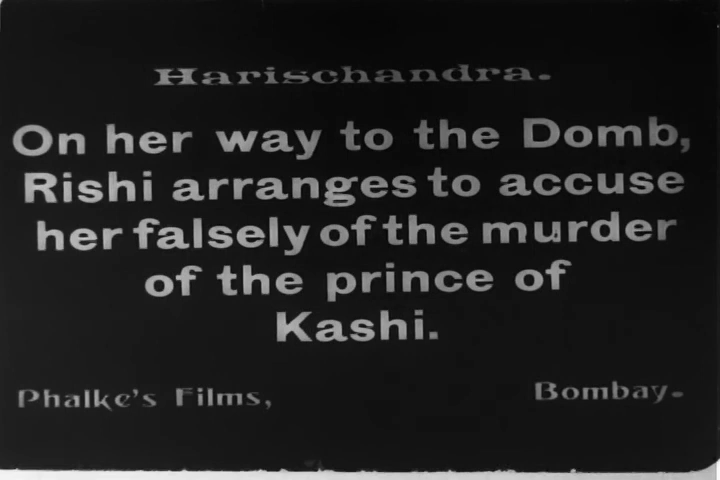 Harischandra.
On her way to the Domb,
Rishi arranges to accuse
her falsely of the murder
of the prince of
Kashi.
Phalke's Films, Bombay.